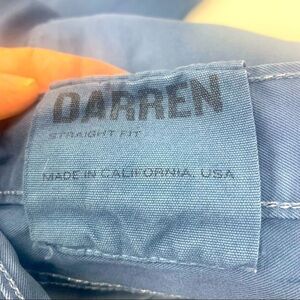 DARREN
STRAIGHT FIT
MADE IN CALIFORNIA, USA